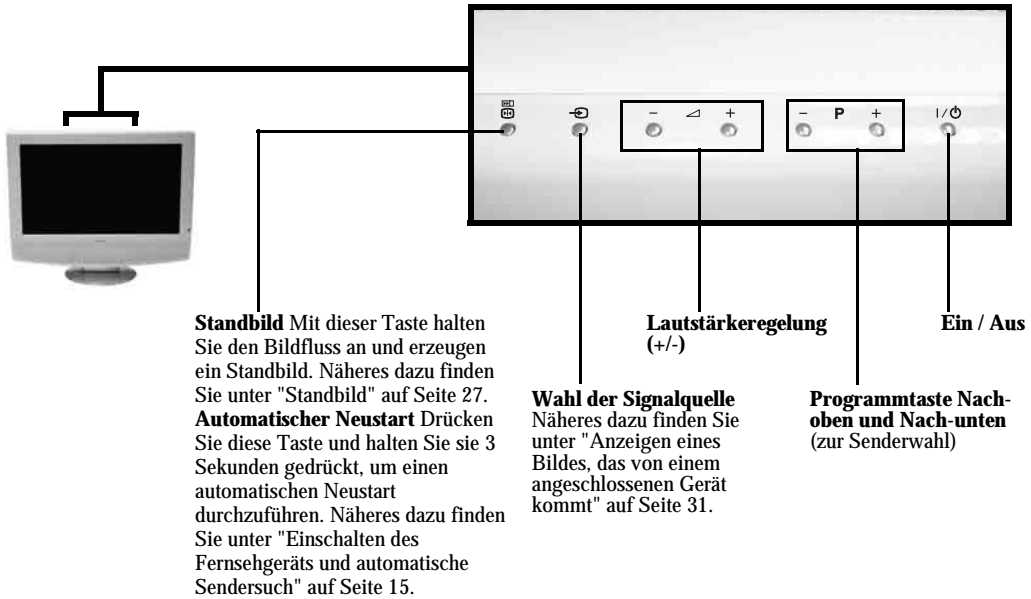 - + - P + I/
Standbild Mit dieser Taste halten
Sie den Bildfluss an und erzeugen
ein Standbild. Näheres dazu finden
Sie unter "Standbild" auf Seite 27.
Automatischer Neustart Drücken
Sie diese Taste und halten Sie sie 3
Sekunden gedrückt, um einen
automatischen Neustart
durchzuführen. Näheres dazu finden
Sie unter "Einschalten des
Fernsehgeräts und automatische
Sendersuch" auf Seite 15.
Wahl der Signalquelle
Näheres dazu finden Sie
unter "Anzeigen eines
Bildes, das von einem
angeschlossenen Gerät
kommt" auf Seite 31.
Lautstärkeregelung
(+/-)
Programmtaste Nach-
oben und Nach-unten
(zur Senderwahl)
Ein / Aus